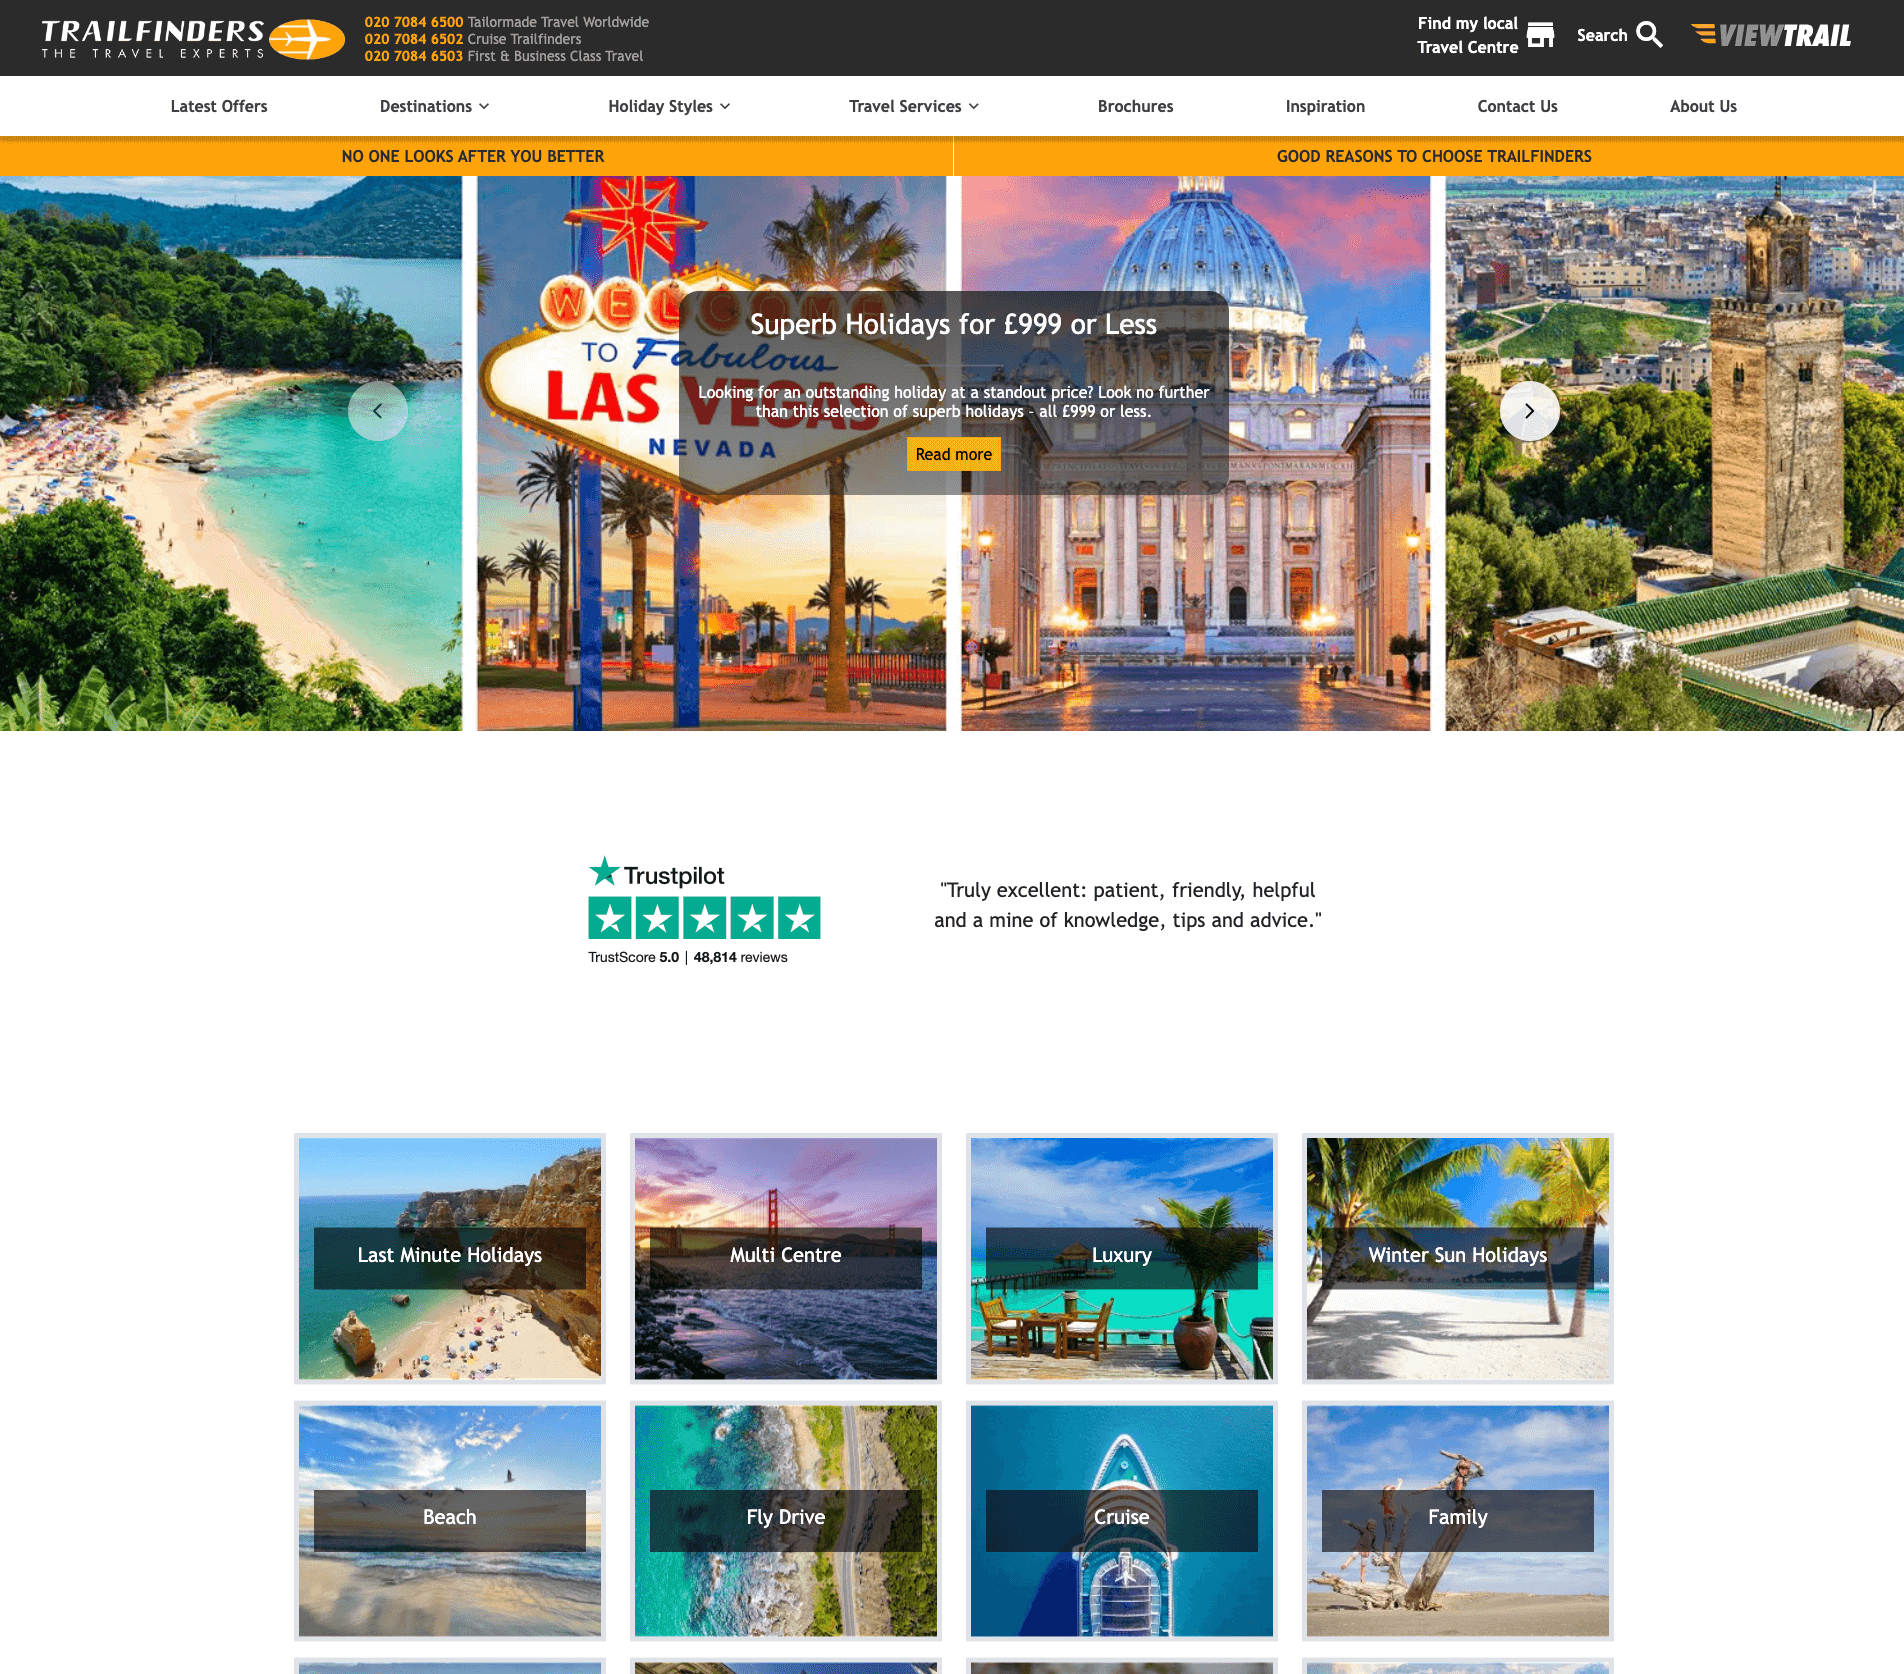 TRAILFINDERS
THE TRAVEL EXPERTS
020 7084 6500 Tailormade Travel Worldwide
020 7084 6502 Cruise Trailfinders
020 7084 6503 First & Business Class Travel
Find my local
Travel Centre
Search
VIEWTRAIL
Latest Offers
Destinations
Holiday Styles
Travel Services
Brochures
Inspiration
Contact Us
About Us
NO ONE LOOKS AFTER YOU BETTER
GOOD REASONS TO CHOOSE TRAILFINDERS
WELCOME
TO Fabulous
LAS VEGAS
NEVADA
Superb Holidays for £999 or Less
Looking for an outstanding holiday at a standout price? Look no further
than this selection of superb holidays - all £999 or less.
Read more
Trustpilot
TrustScore 5.0 | 48,814 reviews
"Truly excellent: patient, friendly, helpful
and a mine of knowledge, tips and advice."
Last Minute Holidays
Multi Centre
Luxury
Winter Sun Holidays
Beach
Fly Drive
Cruise
Family